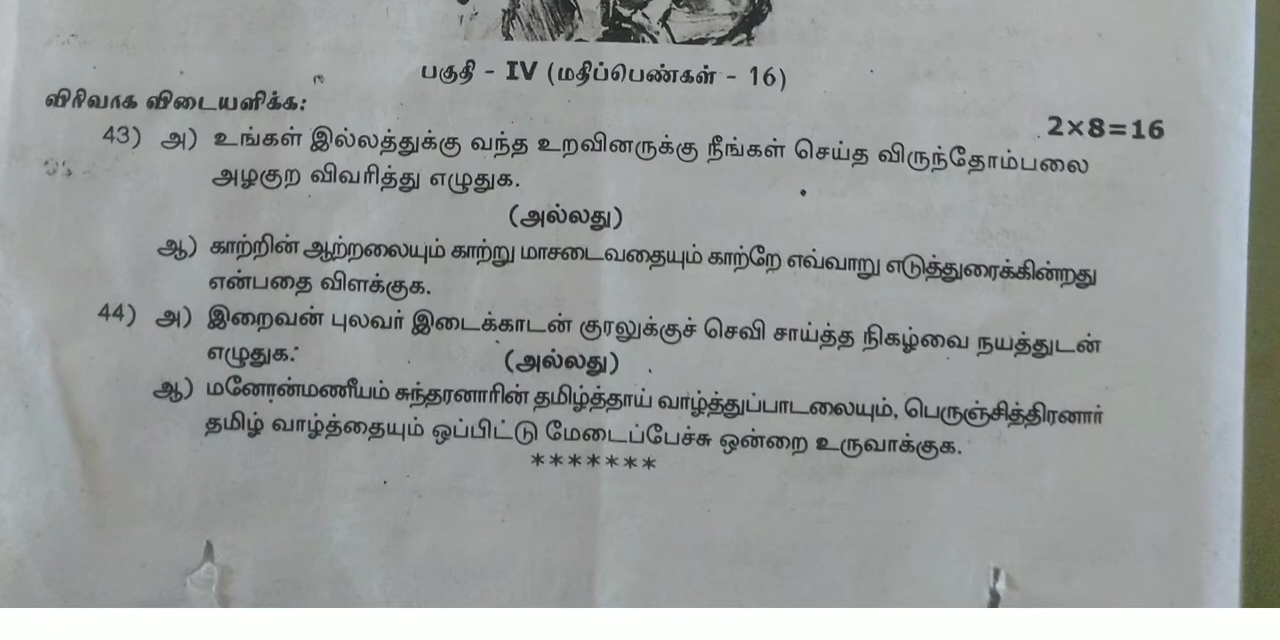 பகுதி - IV (மதிப்பெண்கள் - 16)
விரிவாக விடையளிக்க:
2×8=16
43) அ) உங்கள் இல்லத்துக்கு வந்த உறவினருக்கு நீங்கள் செய்த விருந்தோம்பலை
அழகுற விவரித்து எழுதுக.
(அல்லது)
ஆ) காற்றின் ஆற்றலையும் காற்று மாசடைவதையும் காற்றே எவ்வாறு எடுத்துரைக்கின்றது
என்பதை விளக்குக.
44) அ) இறைவன் புலவர் இடைக்காடன் குரலுக்குச் செவி சாய்த்த நிகழ்வை நயத்துடன்
எழுதுக. (அல்லது)
ஆ) மனோன்மணீயம் சுந்தரனாரின் தமிழ்த்தாய் வாழ்த்துப்பாடலையும், பெருஞ்சித்திரனார்
தமிழ் வாழ்த்தையும் ஒப்பிட்டு மேடைப்பேச்சு ஒன்றை உருவாக்குக.
*******